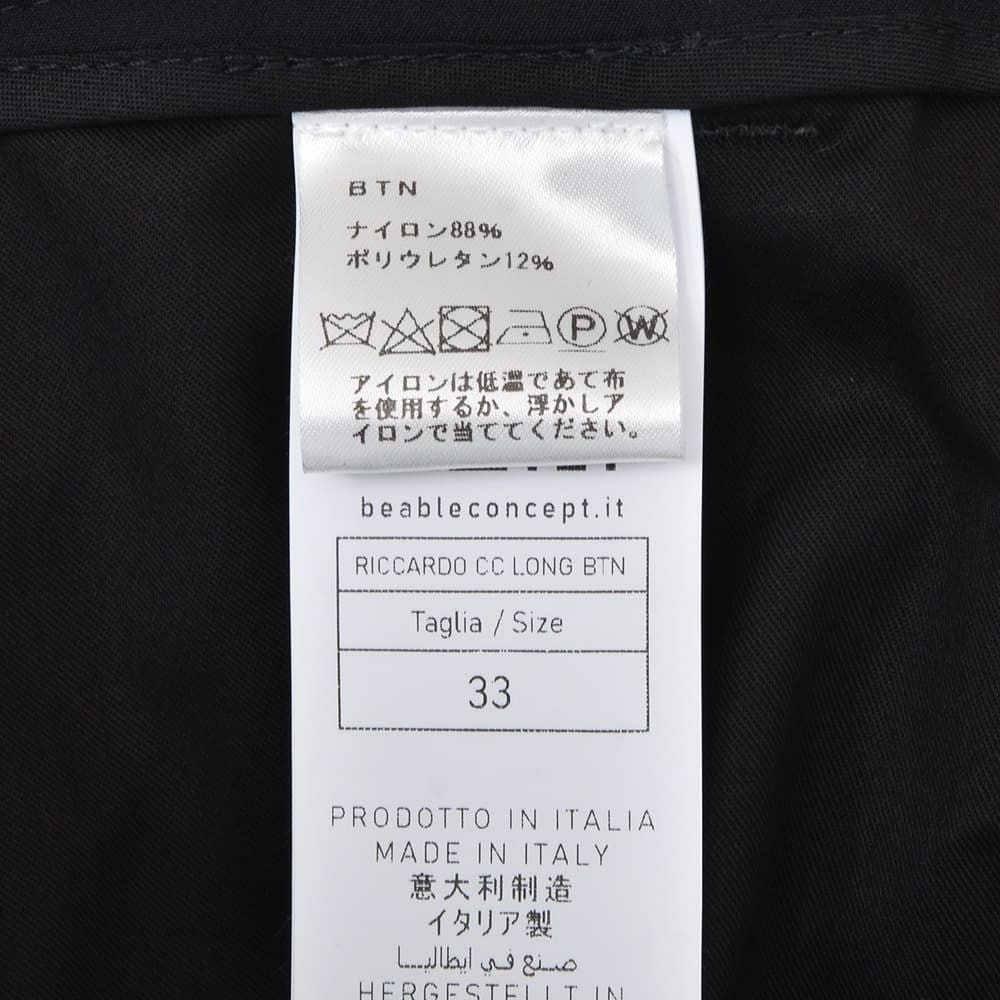 BTN
ナイロン88%
ポリウレタン12%
P W
アイロンは低温であて布
を使用するか、浮かしア
イロンで当ててください。
beableconcept.it
RICCARDO CC LONG BTN
Taglia / Size
33
PRODOTTO IN ITALIA
MADE IN ITALY
意大利制造
イタリア製
صنع في ايطاليا
HERGESTELLT IN